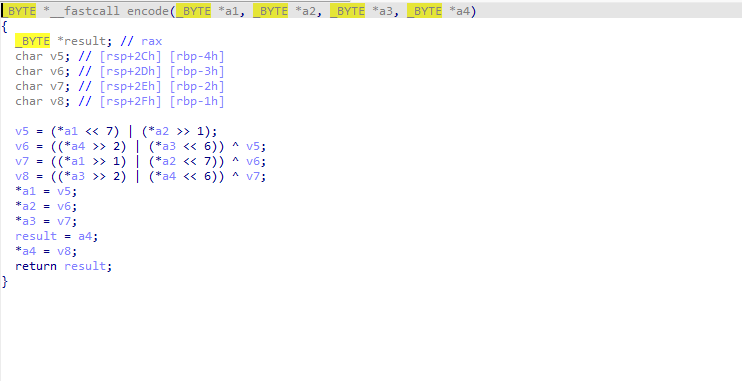 _BYTE *__fastcall encode(_BYTE *a1, _BYTE *a2, _BYTE *a3, _BYTE *a4)
{
  _BYTE *result; // rax
  char v5; // [rsp+2Ch] [rbp-4h]
  char v6; // [rsp+2Dh] [rbp-3h]
  char v7; // [rsp+2Eh] [rbp-2h]
  char v8; // [rsp+2Fh] [rbp-1h]

  v5 = (*a1 << 7) | (*a2 >> 1);
  v6 = ((*a4 >> 2) | (*a3 << 6)) ^ v5;
  v7 = ((*a1 >> 1) | (*a2 << 7)) ^ v6;
  v8 = ((*a3 >> 2) | (*a4 << 6)) ^ v7;
  *a1 = v5;
  *a2 = v6;
  *a3 = v7;
  result = a4;
  *a4 = v8;
  return result;
}